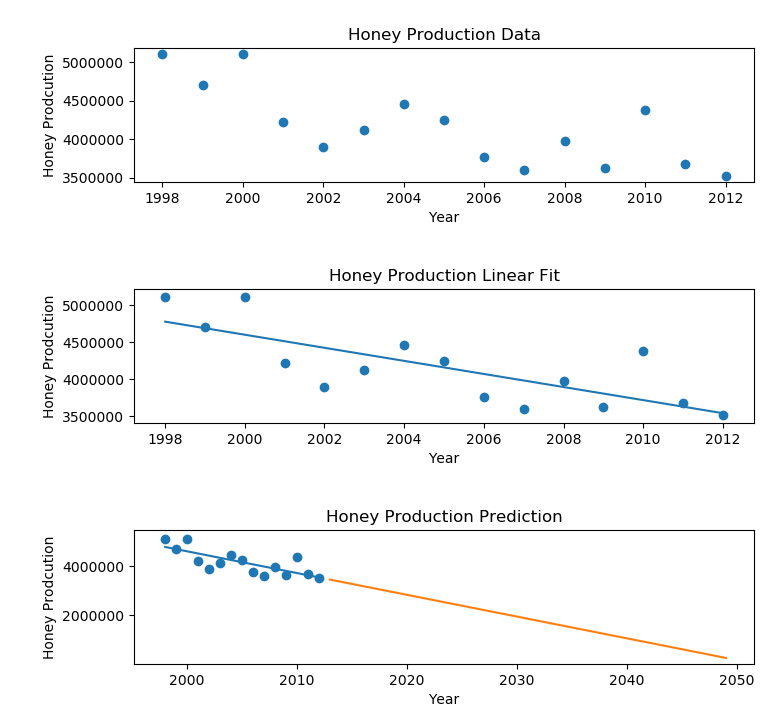 Honey Production Data
Honey Prodcution
5000000
4500000
4000000
3500000
1998 2000 2002 2004 2006 2008 2010 2012
Year
Honey Production Linear Fit
Honey Prodcution
5000000
4500000
4000000
3500000
1998 2000 2002 2004 2006 2008 2010 2012
Year
Honey Production Prediction
Honey Prodcution
4000000
2000000
2000 2010 2020 2030 2040 2050
Year